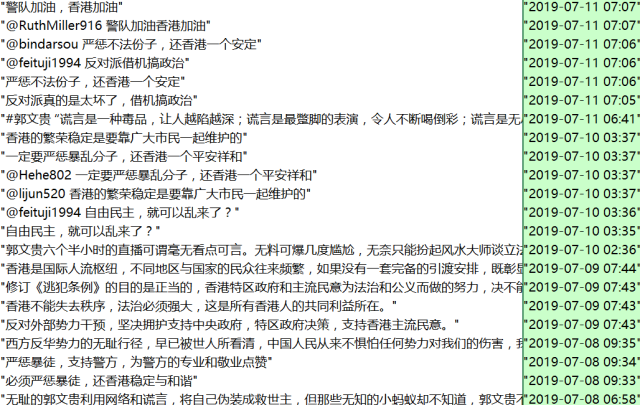 "警队加油，香港加油" "2019-07-11 07:07"
"@RuthMiller916 警队加油香港加油" "2019-07-11 07:07"
"@bindarsou 严惩不法份子，还香港一个安定" "2019-07-11 07:06"
"@feituji1994 反对派借机搞政治" "2019-07-11 07:06"
"严惩不法份子，还香港一个安定" "2019-07-11 07:06"
"反对派真的是太坏了，借机搞政治" "2019-07-11 07:05"
"#郭文贵 “谎言是一种毒品，让人越陷越深；谎言是最蹩脚的表演，令人不断喝倒彩；谎言是无 "2019-07-11 06:41"
"香港的繁荣稳定是要靠广大市民一起维护的" "2019-07-10 03:37"
"一定要严惩暴乱分子，还香港一个平安祥和" "2019-07-10 03:37"
"@Hehe802 一定要严惩暴乱分子，还香港一个平安祥和" "2019-07-10 03:37"
"@lijun520 香港的繁荣稳定是要靠广大市民一起维护的" "2019-07-10 03:37"
"@feituji1994 自由民主，就可以乱来了？" "2019-07-10 03:36"
"自由民主，就可以乱来了？" "2019-07-10 03:35"
"郭文贵六个半小时的直播可谓毫无看点可言。无料可爆几度尴尬，无奈只能扮起风水大师谈立法 "2019-07-10 02:36"
"香港是国际人流枢纽，不同地区与国家的民众往来频繁，如果没有一套完备的引渡安排，既彰显 "2019-07-09 07:44"
"修订《逃犯条例》的目的是正当的，香港特区政府和主流民意为法治和公义而做的努力，决不能 "2019-07-09 07:43"
"香港不能失去秩序，法治必须强大，这是所有香港人的共同利益所在。" "2019-07-09 07:43"
"反对外部势力干预，坚决拥护支持中央政府，特区政府决策，支持香港主流民意。" "2019-07-09 07:43"
"西方反华势力的无耻行径，早已被世人所看清，中国人民从来不惧怕任何势力对我们的伤害， "2019-07-08 09:35"
"严惩暴徒，支持警方，为警方的专业和敬业点赞" "2019-07-08 09:34"
"必须严惩暴徒，还香港稳定与和谐" "2019-07-08 09:33"
"无耻的郭文贵利用网络和谎言，将自己伪装成救世主，但那些无知的小蚂蚁却不知道，郭文贵 "2019-07-08 06:58"